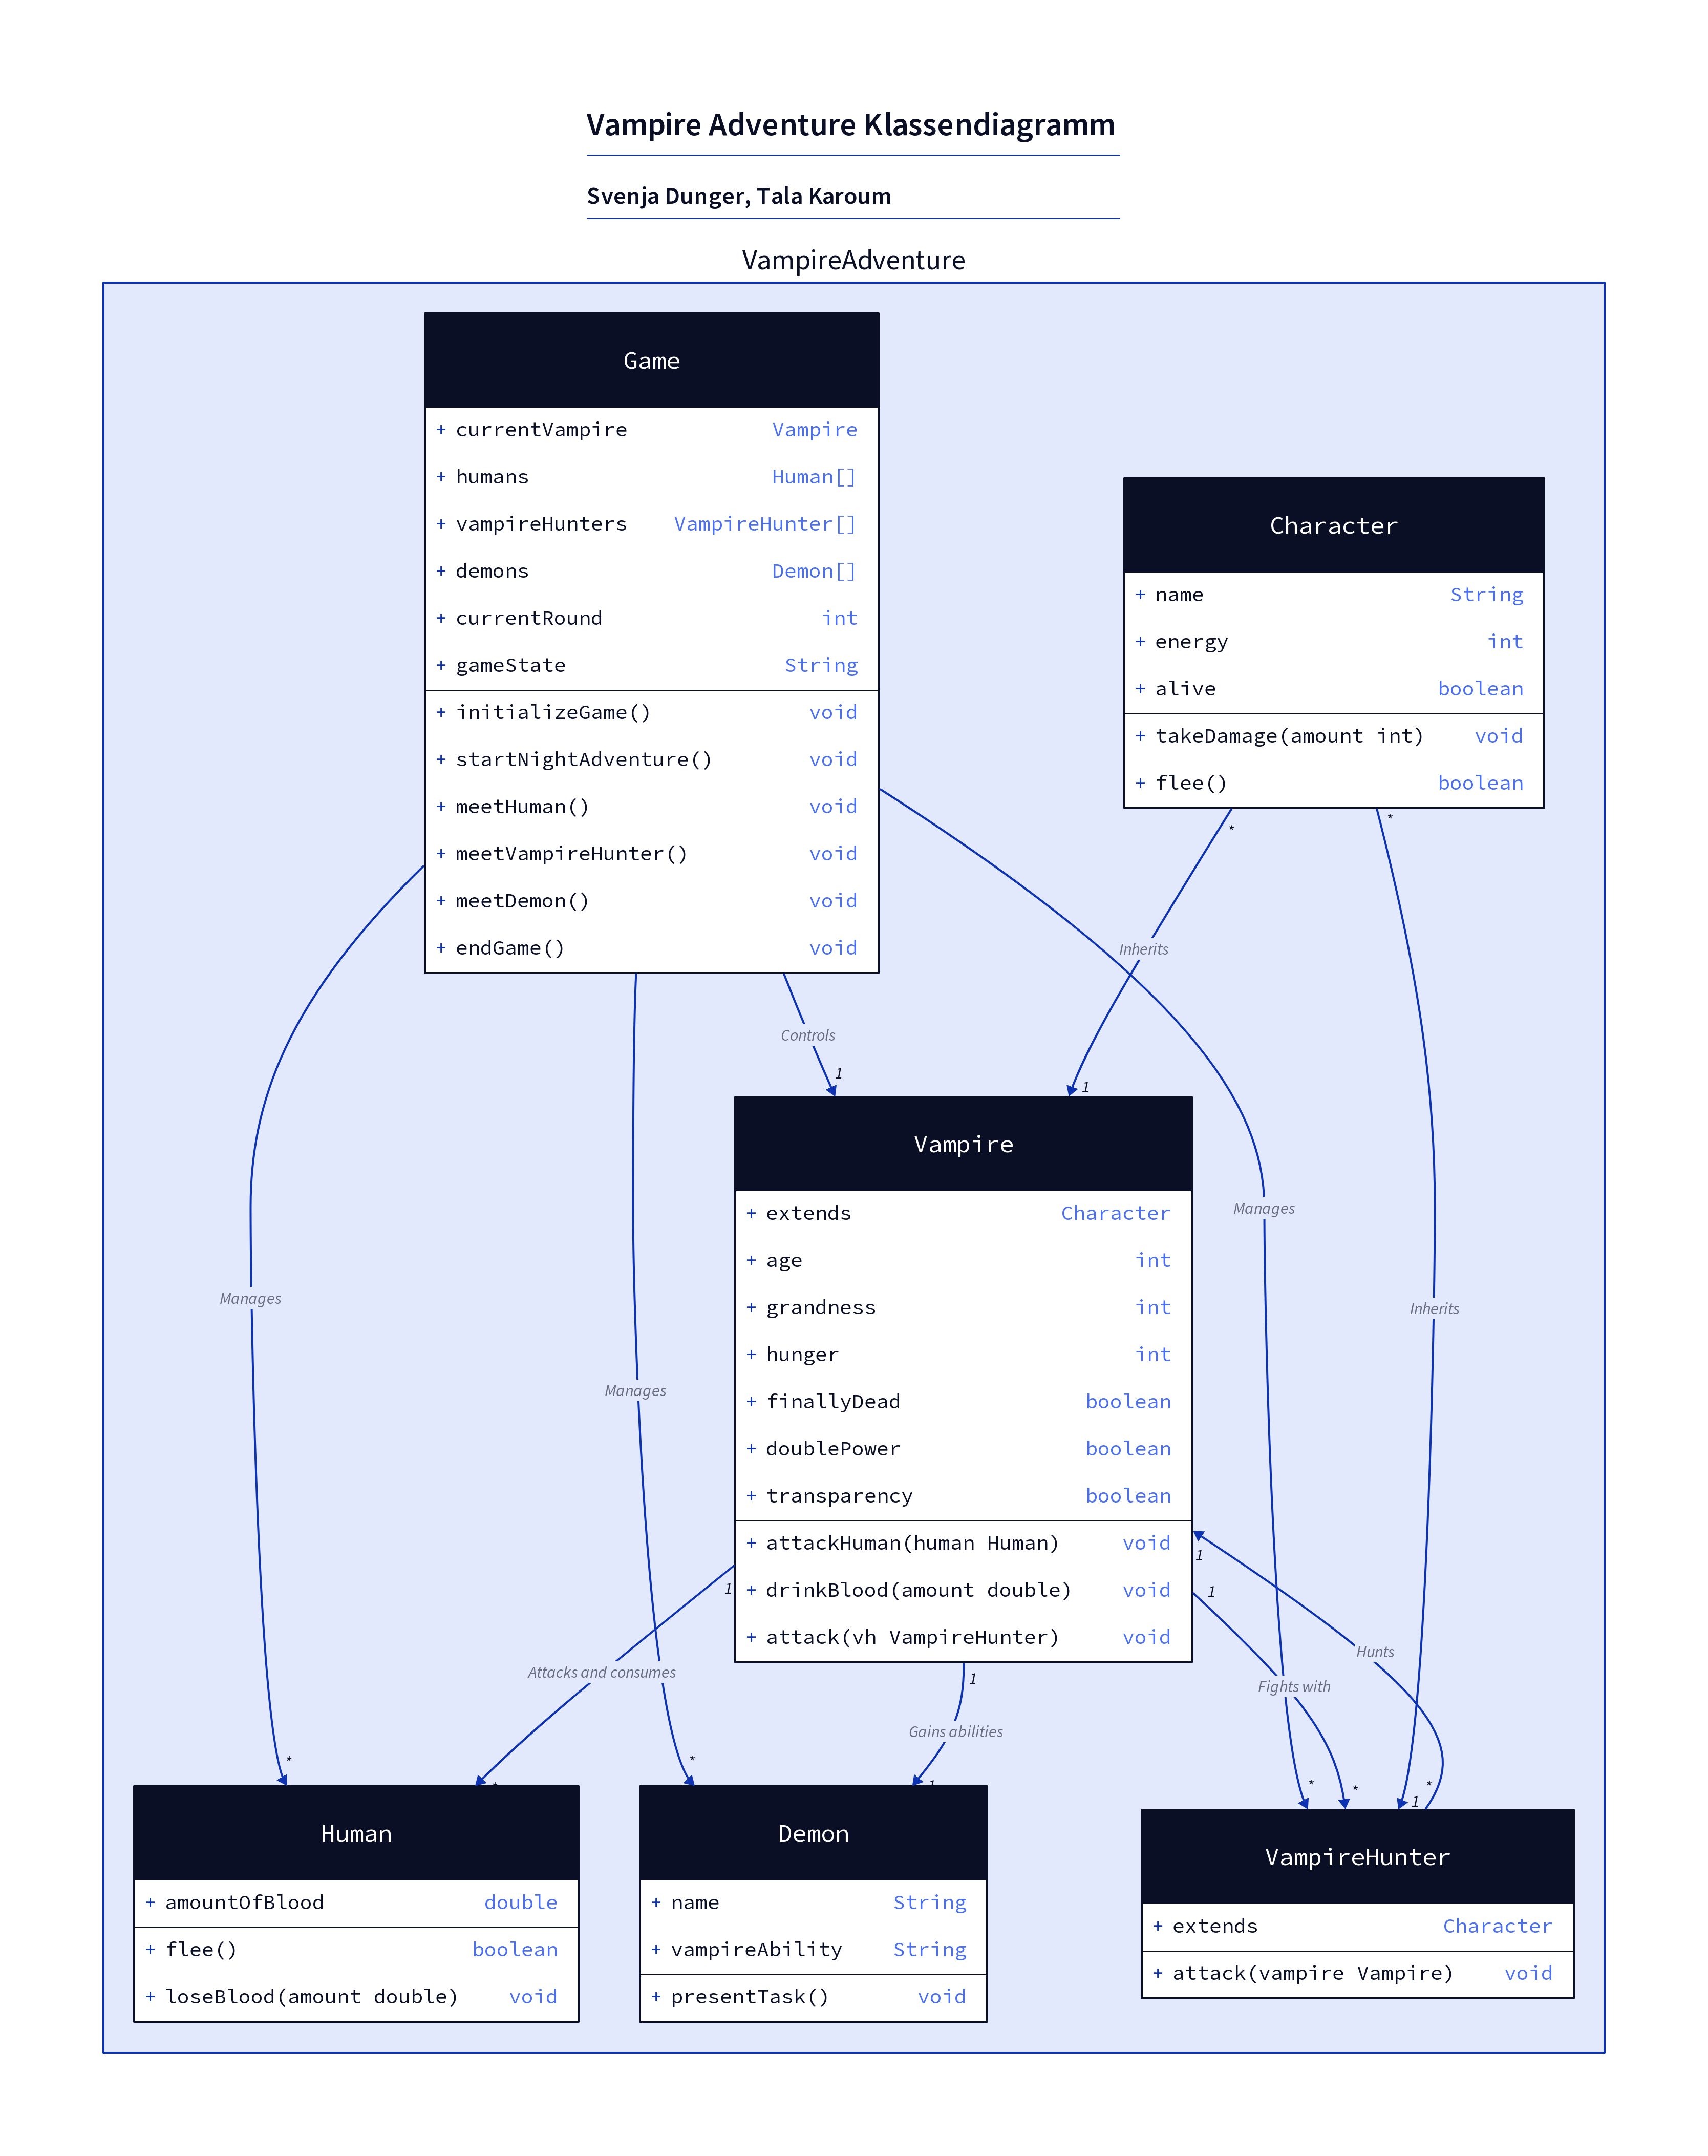 Vampire Adventure Klassendiagramm
Svenja Dunger, Tala Karoum
VampireAdventure
Game
+ currentVampire Vampire
+ humans Human[]
+ vampireHunters VampireHunter[]
+ demons Demon[]
+ currentRound int
+ gameState String
+ initializeGame() void
+ startNightAdventure() void
+ meetHuman() void
+ meetVampireHunter() void
+ meetDemon() void
+ endGame() void
Character
+ name String
+ energy int
+ alive boolean
+ takeDamage(amount int) void
+ flee() boolean
*
*
Inherits
Controls
1
1
Vampire
+ extends Character
+ age int
+ grandness int
+ hunger int
+ finallyDead boolean
+ doublePower boolean
+ transparency boolean
+ attackHuman(human Human) void
+ drinkBlood(amount double) void
+ attack(vh VampireHunter) void
Manages
Manages
Inherits
Manages
1
1
1
Hunts
Attacks and consumes
1
Fights with
Gains abilities
*
*
*
1
*
*
1
*
Human
+ amountOfBlood double
+ flee() boolean
+ loseBlood(amount double) void
Demon
+ name String
+ vampireAbility String
+ presentTask() void
VampireHunter
+ extends Character
+ attack(vampire Vampire) void